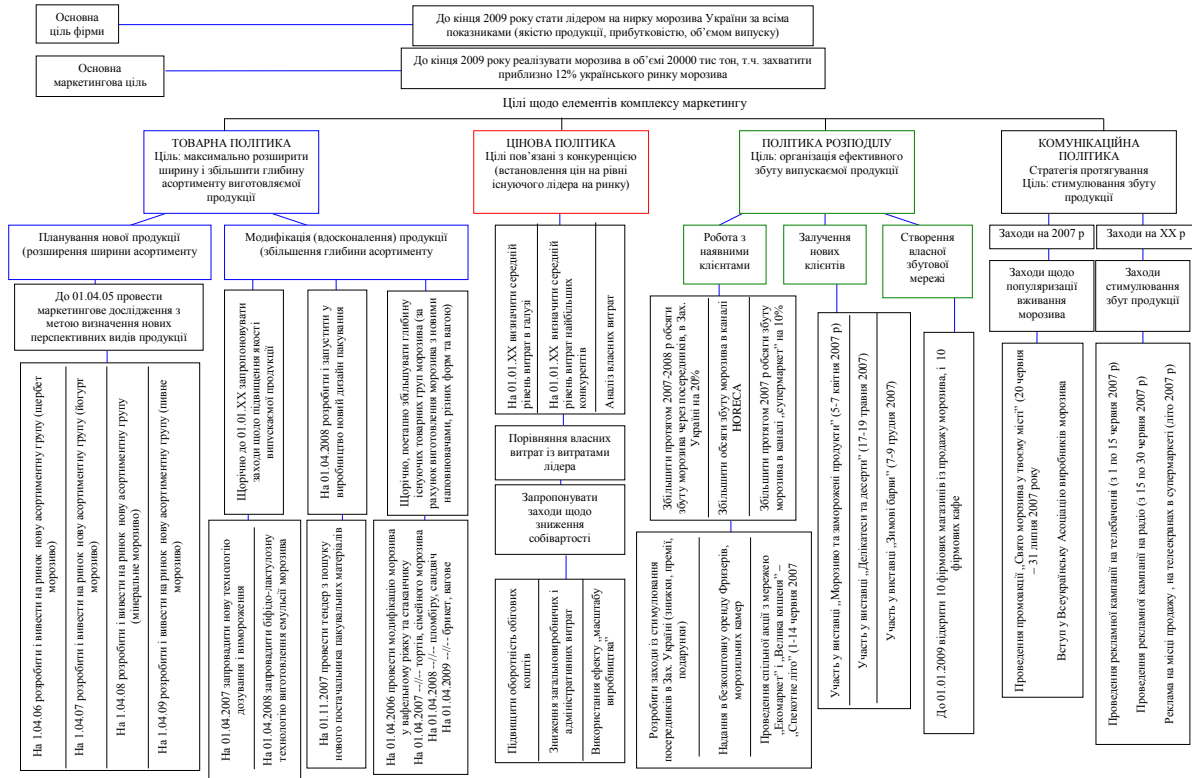 Основна
ціль фірми
До кінця 2009 року стати лідером на нирку морозива України за всіма
показниками (якістю продукції, прибутковістю, об’ємом випуску)
Основна
маркетингова ціль
До кінця 2009 року реалізувати морозива в об’ємі 20000 тис тон, т.ч. захватити
приблизно 12% українського ринку морозива
Цілі щодо елементів комплексу маркетингу
ТОВАРНА ПОЛІТИКА
Ціль: максимально розширити
ширину і збільшити глибину
асортименту виготовляємої
продукції
ЦІНОВА ПОЛІТИКА
Цілі пов’язані з конкуренцією
(встановлення цін на рівні
існуючого лідера на ринку)
ПОЛІТИКА РОЗПОДІЛУ
Ціль: організація ефективного
збуту випускаємої продукції
КОМУНІКАЦІЙНА
ПОЛІТИКА
Стратегія протягування
Ціль: стимулювання збуту
продукції
Планування нової продукції
(розширення ширини асортименту
Модифікація (вдосконалення) продукції
(збільшення глибини асортименту
Робота з
наявними
клієнтами
Залучення
нових
клієнтів
Створення
власної
збутової
мережі
Заходи на 2007 р
Заходи на ХХ р
До 01.04.05 провести
маркетингове дослідження з
метою визначення нових
перспективних видів продукції
Заходи щодо
популяризації
вживання
морозива
Заходи
стимулювання
збут продукції
На 1.04.06 розробити і вивести на ринок нову асортиментну групу (щербет
морозиво)
На 1.04.07 розробити і вивести на ринок нову асортиментну групу (йогурт
морозиво)
На 1.04.08 розробити і вивести на ринок нову асортиментну групу
(мінеральне морозиво)
На 1.04.09 розробити і вивести на ринок нову асортиментну групу (пивне
морозиво)
Щорічно до 01.01.ХХ запропоновувати
заходи щодо підвищення якості
випускаємої продукції
На 01.04.2008 розробити і запустити у
виробництво новий дизайн пакування
Щорічно, поетапно збільшувати глибину
існуючих товарних груп морозива (за
рахунок виготовлення морозива з новими
наповнювачами, різних форм та вагою)
На 01.04.2007 запровадити нову технологію
дозування і вимороження
На 01.04.2008 запровадити біфідо-лактулозну
технологію виготовлення емульсії морозива
На 01.11.2007 провести тендер із пошуку
нового постачальника пакувальних матеріалів
На 01.04.2006 провести модифікацію морозива
у вафельному ріжку та стаканчику
На 01.04.2007 --//-- тортів, сімейного морозива
На 01.04.2008 --//-- пломбіру, сандвіч
На 01.04.2009 --//-- брикет, вагове
На 01.01.ХХ визначити середній
рівень витрат в галузі
На 01.01.ХХ визначити середній
рівень витрат найбільших
конкурентів
Аналіз власних витрат
Порівняння власних
витрат із витратами
лідера
Запропонувати
заходи щодо
зниження
собівартості
Підвищити оборотність обігових
коштів
Зниження загальновиробничих і
адміністративних витрат
Використання ефекту „масштабу
виробництва”
Збільшити протягом 2007-2008 р обсяги
збуту морозива через посередників, в Зах.
Україні на 20%
Збільшити обсяги збуту морозива в каналі
HORECA
Збільшити протягом 2007 р обсяги збуту
морозива в каналі „супермаркет” на 10%
Розробити заходи із стимулювання
посередників в Зах. Україні (знижки, премії,
подарунки)
Надання в безкоштовну оренду Фризерів,
морозильних камер
Проведення спільної акції з мережею
„Екомаркет” і „Велика кишеня” –
„Спекотне літо” (1-14 червня 2007
Участь у виставці „Морозиво та заморожені продукти” (5-7 квітня 2007 р)
Участь у виставці „Делікатеси та десерти” (17-19 травня 2007)
Участь у виставці „Зимові барви” (7-9 грудня 2007)
До01.01.2009 відкрити 10 фірмових магазинів із продажу морозива, і 10
фірмових кафе
Проведення промоакції „Свято морозива у твоєму місті” (20 червня
– 31 липня 2007 року
Вступ у Всеукраїнську Асоціацію виробників морозива
Проведення рекламної кампанії на телебаченні (з 1 по 15 червня 2007 р)
Проведення рекламної кампанії на радіо (з 15 по 30 червня 2007 р)
Реклама на місці продажу , на телеекранах в супермаркеті (літо 2007 р)